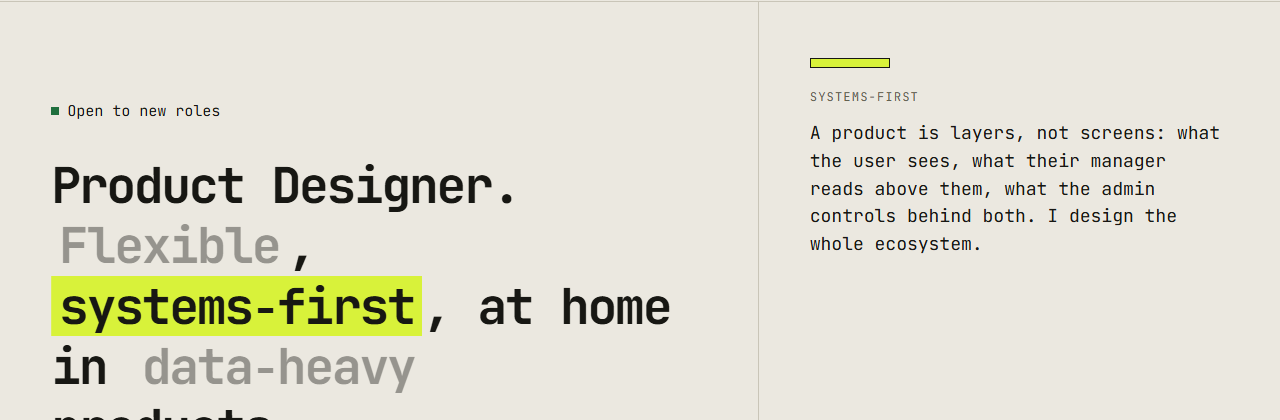 Open to new roles
Product Designer.
Flexible,
systems-first, at home
in data-heavy
SYSTEMS-FIRST
A product is layers, not screens: what
the user sees, what their manager
reads above them, what the admin
controls behind both. I design the
whole ecosystem.